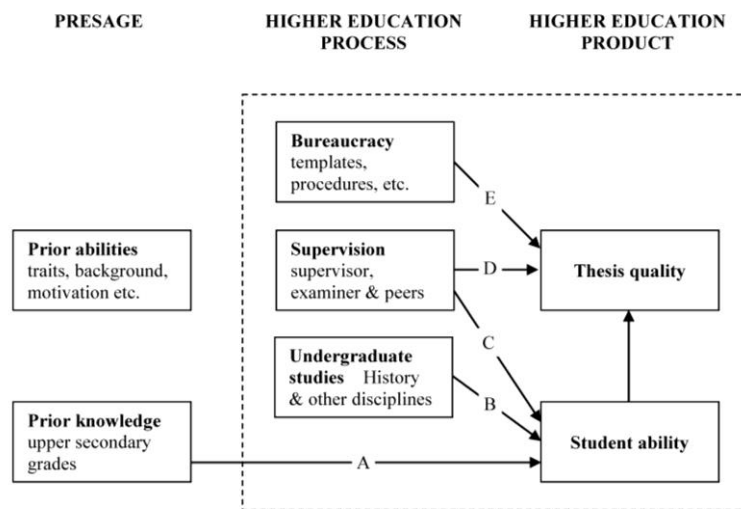 PRESAGE
HIGHER EDUCATION
PROCESS
HIGHER EDUCATION
PRODUCT
Bureaucracy
templates,
procedures, etc.
E
Prior abilities
traits, background,
motivation etc.
Supervision
supervisor,
examiner & peers
D
Thesis quality
C
Undergraduate
studies History
& other disciplines
B
Prior knowledge
upper secondary
grades
A
Student ability